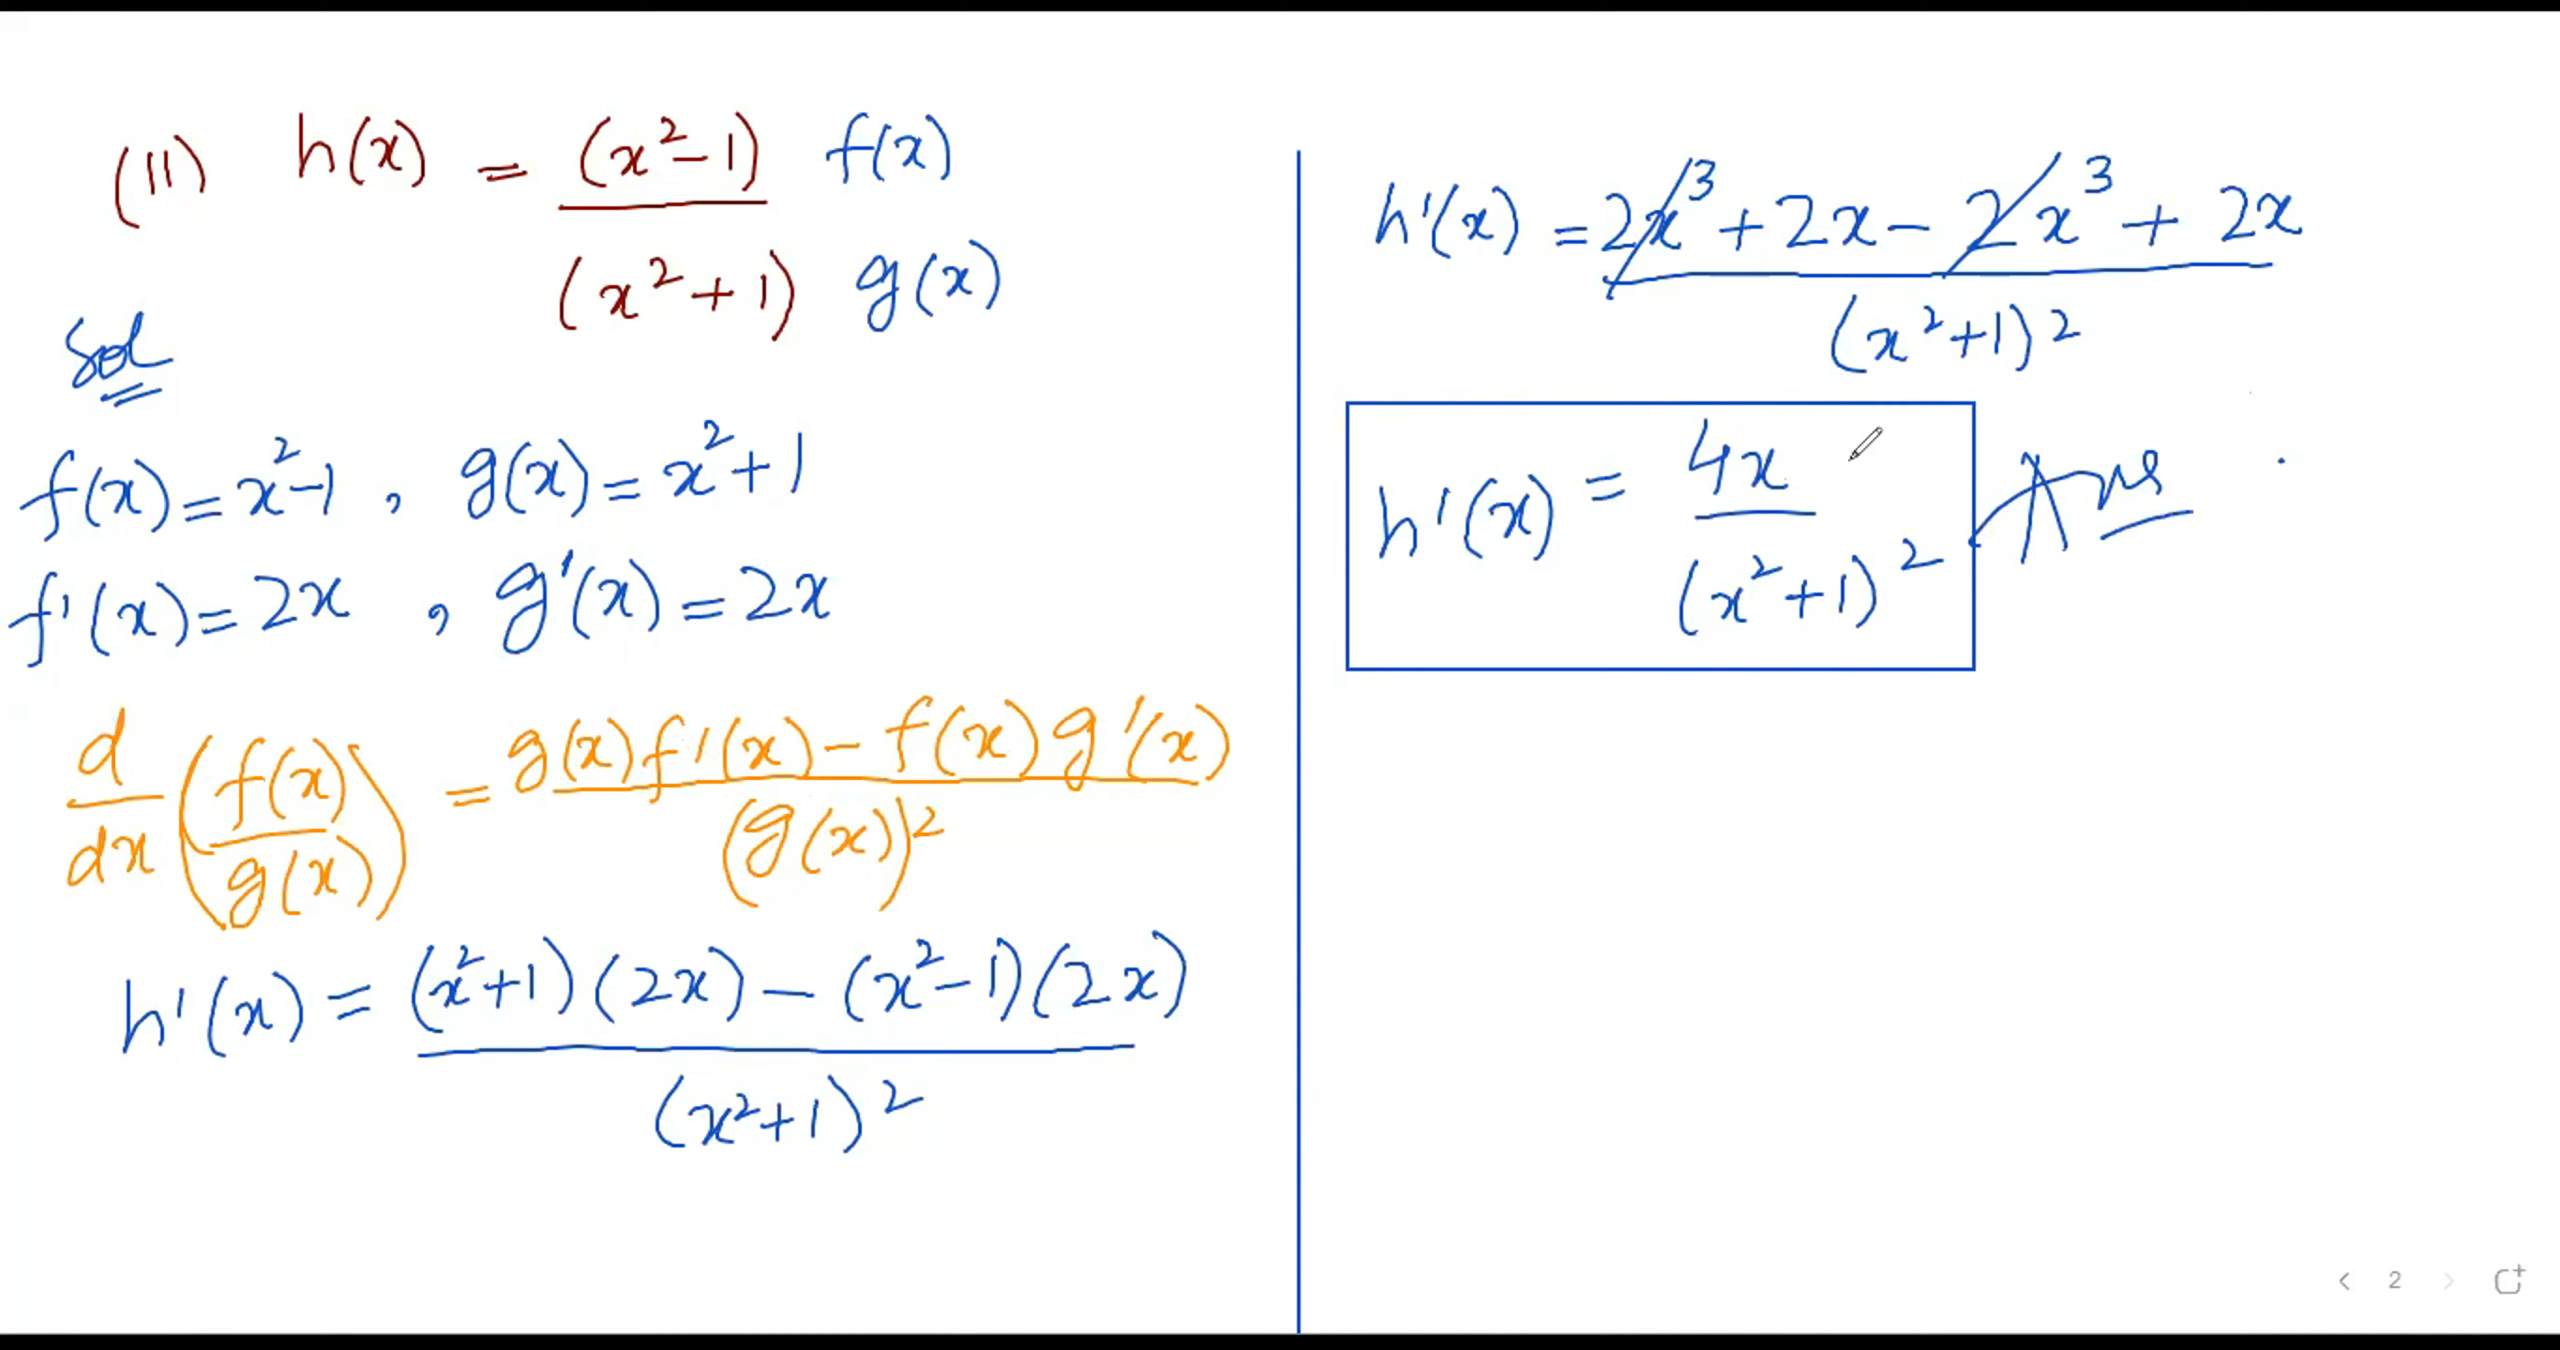 (11) h(x) = (x²-1) f(x)
(x²+1) g(x)
Sol
f(x) = x²-1 , g(x) = x²+1
f'(x) = 2x , g'(x) = 2x
d/dx (f(x)/g(x)) = g(x)f'(x) - f(x)g'(x)
(g(x))²
h'(x) = (x²+1)(2x) - (x²-1)(2x)
(x²+1)²
h'(x) = 2x³ + 2x - 2x³ + 2x
(x²+1)²
h'(x) = 4x
(x²+1)² Ans
2